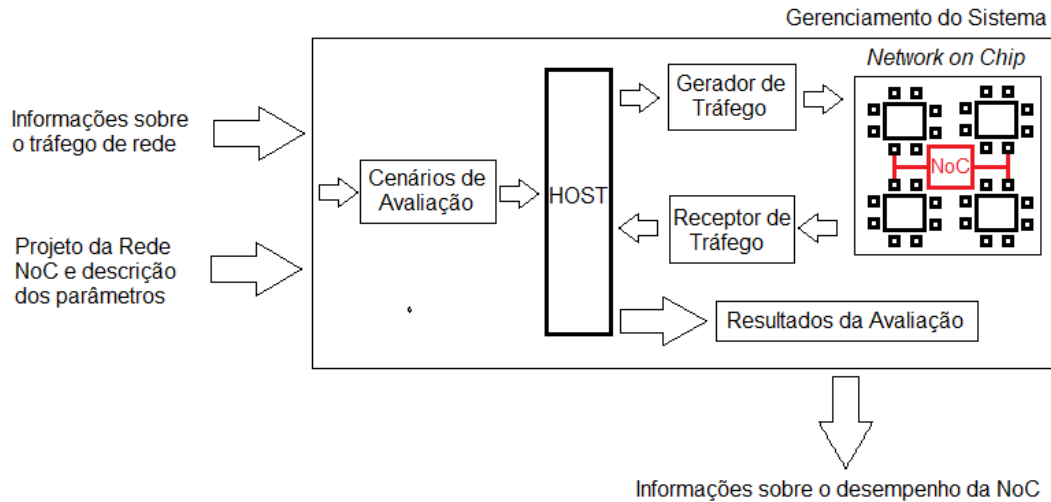 Gerenciamento do Sistema
Network on Chip
Informações sobre
o tráfego de rede
Projeto da Rede
NoC e descrição
dos parâmetros
Cenários de
Avaliação
HOST
Gerador de
Tráfego
NoC
Receptor de
Tráfego
Resultados da Avaliação
Informações sobre o desempenho da NoC